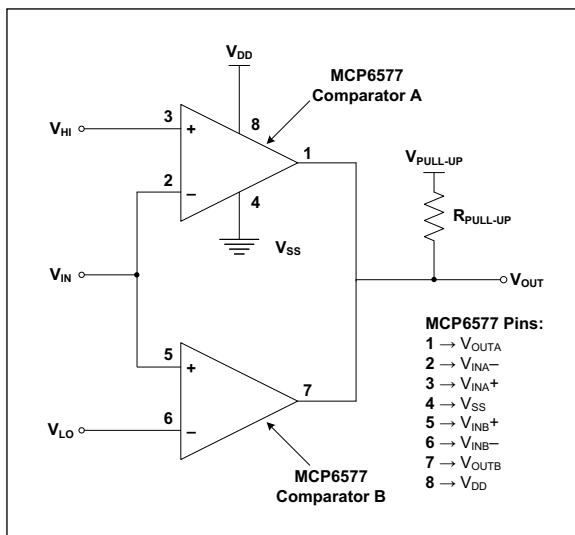 V_DD
MCP6577
Comparator A
V_HI
3
+
8
1
V_PULL-UP
2
−
4
R_PULL-UP
V_SS
V_IN
V_OUT
MCP6577 Pins:
1 → V_OUTA
2 → V_INA−
3 → V_INA+
4 → V_SS
5 → V_INB+
6 → V_INB−
7 → V_OUTB
8 → V_DD
5
+
7
V_LO
6
−
MCP6577
Comparator B